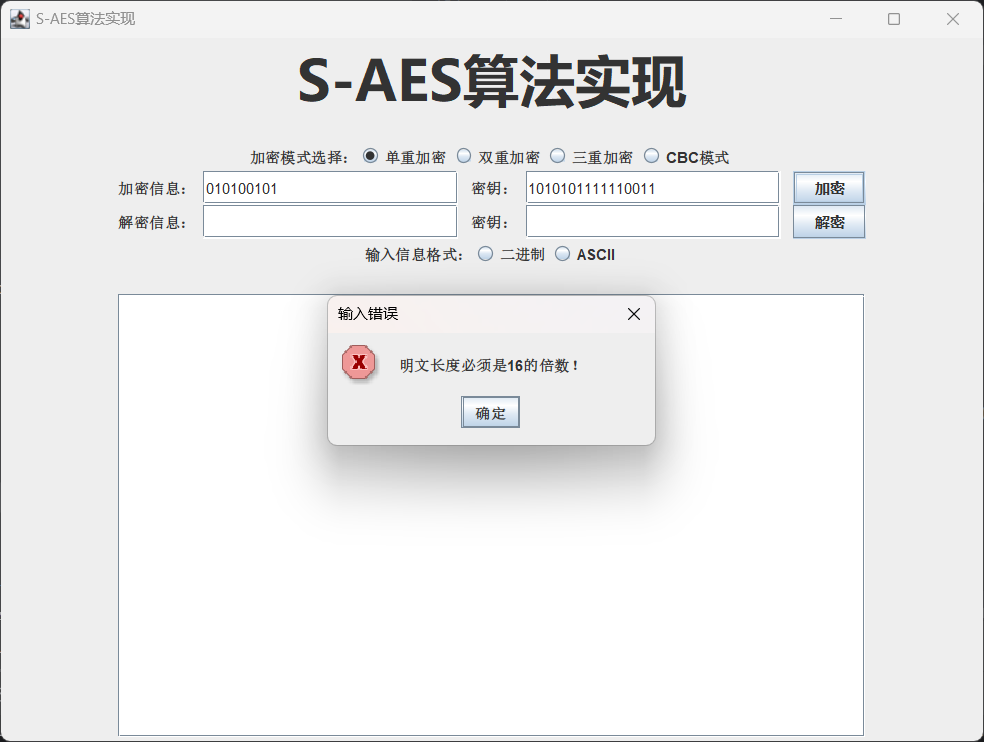 S-AES算法实现
S-AES算法实现
加密模式选择： 单重加密 双重加密 三重加密 CBC模式
加密信息： 010100101 密钥： 1010101111110011 加密
解密信息： 密钥： 解密
输入信息格式： 二进制 ASCII
输入错误
明文长度必须是16的倍数！
确定